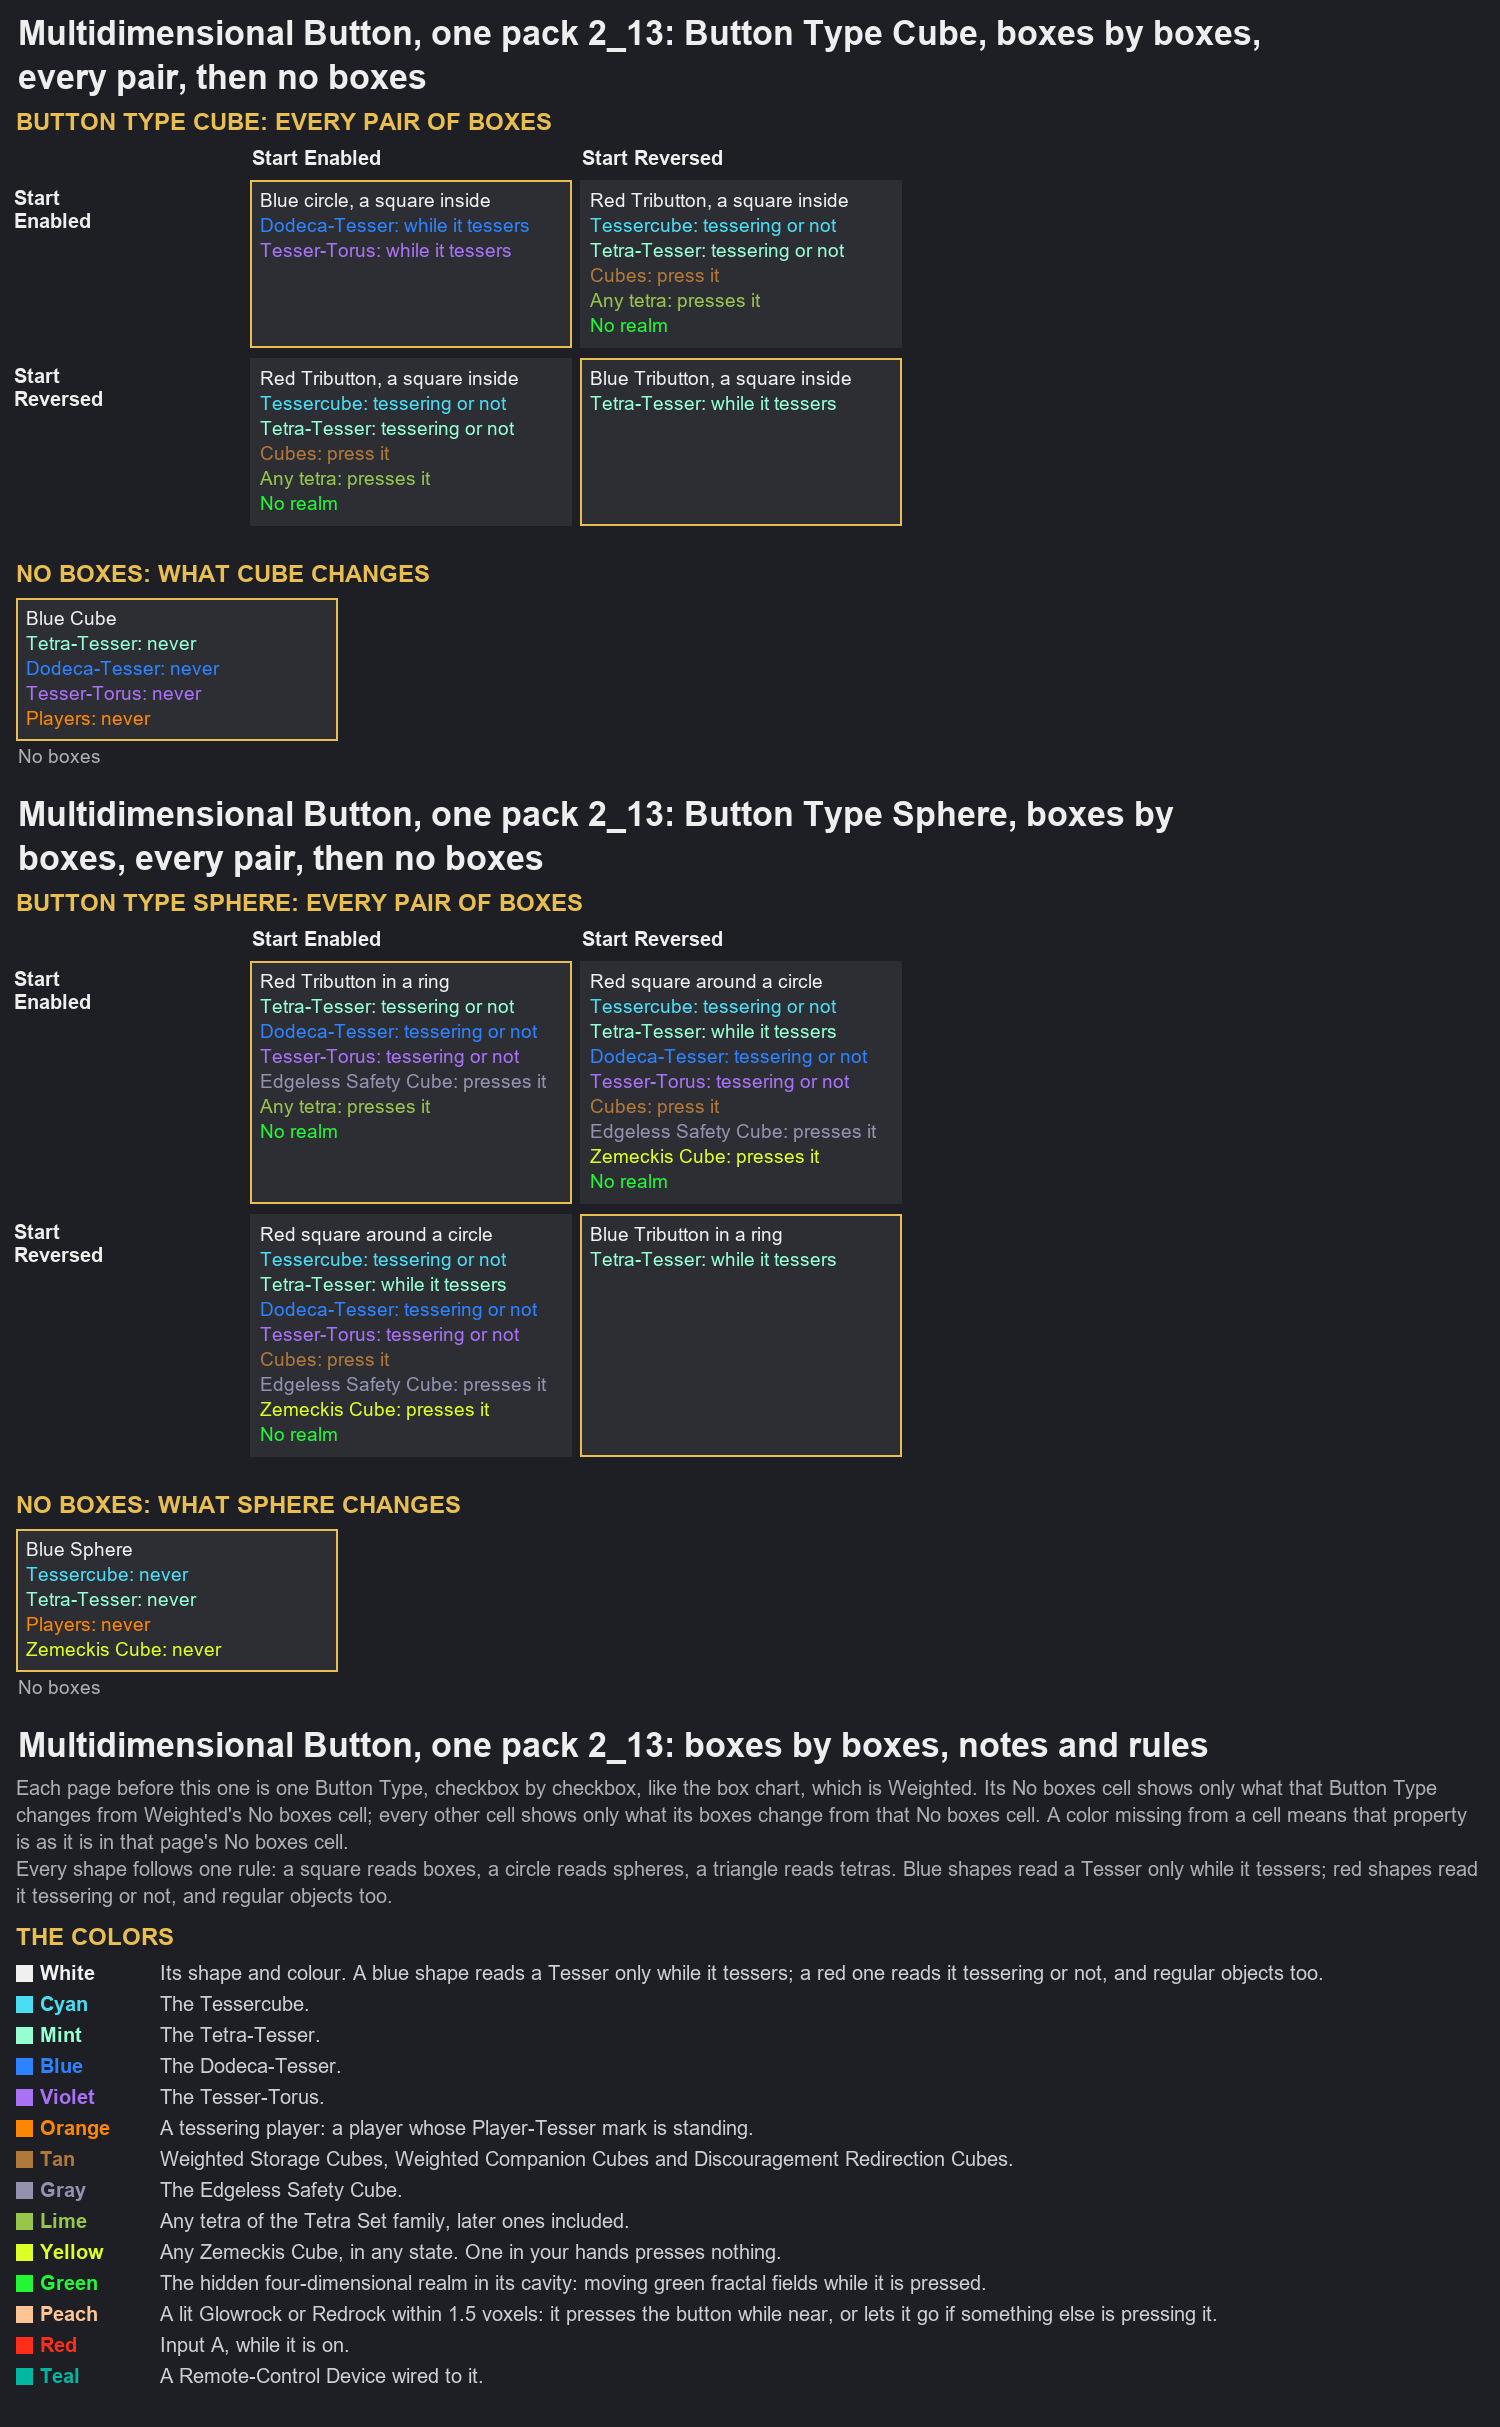 Multidimensional Button, one pack 2_13: Button Type Cube, boxes by boxes,
every pair, then no boxes
BUTTON TYPE CUBE: EVERY PAIR OF BOXES
Start Enabled
Start Reversed
Start
Enabled
Blue circle, a square inside
Dodeca-Tesser: while it tessers
Tesser-Torus: while it tessers
Red Tributton, a square inside
Tessercube: tessering or not
Tetra-Tesser: tessering or not
Cubes: press it
Any tetra: presses it
No realm
Start
Reversed
Red Tributton, a square inside
Tessercube: tessering or not
Tetra-Tesser: tessering or not
Cubes: press it
Any tetra: presses it
No realm
Blue Tributton, a square inside
Tetra-Tesser: while it tessers
NO BOXES: WHAT CUBE CHANGES
Blue Cube
Tetra-Tesser: never
Dodeca-Tesser: never
Tesser-Torus: never
Players: never
No boxes
Multidimensional Button, one pack 2_13: Button Type Sphere, boxes by
boxes, every pair, then no boxes
BUTTON TYPE SPHERE: EVERY PAIR OF BOXES
Start Enabled
Start Reversed
Start
Enabled
Red Tributton in a ring
Tetra-Tesser: tessering or not
Dodeca-Tesser: tessering or not
Tesser-Torus: tessering or not
Edgeless Safety Cube: presses it
Any tetra: presses it
No realm
Red square around a circle
Tessercube: tessering or not
Tetra-Tesser: while it tessers
Dodeca-Tesser: tessering or not
Tesser-Torus: tessering or not
Cubes: press it
Edgeless Safety Cube: presses it
Zemeckis Cube: presses it
No realm
Start
Reversed
Red square around a circle
Tessercube: tessering or not
Tetra-Tesser: while it tessers
Dodeca-Tesser: tessering or not
Tesser-Torus: tessering or not
Cubes: press it
Edgeless Safety Cube: presses it
Zemeckis Cube: presses it
No realm
Blue Tributton in a ring
Tetra-Tesser: while it tessers
NO BOXES: WHAT SPHERE CHANGES
Blue Sphere
Tessercube: never
Tetra-Tesser: never
Players: never
Zemeckis Cube: never
No boxes
Multidimensional Button, one pack 2_13: boxes by boxes, notes and rules
Each page before this one is one Button Type, checkbox by checkbox, like the box chart, which is Weighted. Its No boxes cell shows only what that Button Type
changes from Weighted's No boxes cell; every other cell shows only what its boxes change from that No boxes cell. A color missing from a cell means that property
is as it is in that page's No boxes cell.
Every shape follows one rule: a square reads boxes, a circle reads spheres, a triangle reads tetras. Blue shapes read a Tesser only while it tessers; red shapes read
it tessering or not, and regular objects too.
THE COLORS
White Its shape and colour. A blue shape reads a Tesser only while it tessers; a red one reads it tessering or not, and regular objects too.
Cyan The Tessercube.
Mint The Tetra-Tesser.
Blue The Dodeca-Tesser.
Violet The Tesser-Torus.
Orange A tessering player: a player whose Player-Tesser mark is standing.
Tan Weighted Storage Cubes, Weighted Companion Cubes and Discouragement Redirection Cubes.
Gray The Edgeless Safety Cube.
Lime Any tetra of the Tetra Set family, later ones included.
Yellow Any Zemeckis Cube, in any state. One in your hands presses nothing.
Green The hidden four-dimensional realm in its cavity: moving green fractal fields while it is pressed.
Peach A lit Glowrock or Redrock within 1.5 voxels: it presses the button while near, or lets it go if something else is pressing it.
Red Input A, while it is on.
Teal A Remote-Control Device wired to it.